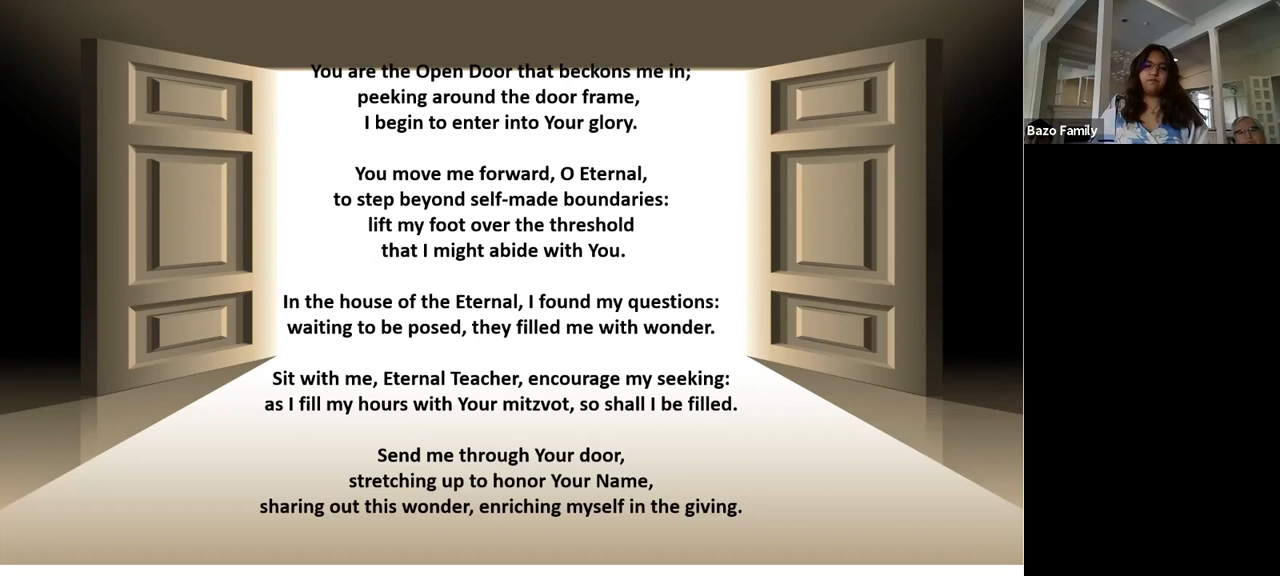 You are the Open Door that beckons me in;
peeking around the door frame,
I begin to enter into Your glory.
You move me forward, O Eternal,
to step beyond self-made boundaries:
lift my foot over the threshold
that I might abide with You.
In the house of the Eternal, I found my questions:
waiting to be posed, they filled me with wonder.
Sit with me, Eternal Teacher, encourage my seeking:
as I fill my hours with Your mitzvot, so shall I be filled.
Send me through Your door,
stretching up to honor Your Name,
sharing out this wonder, enriching myself in the giving.
Bazo Family